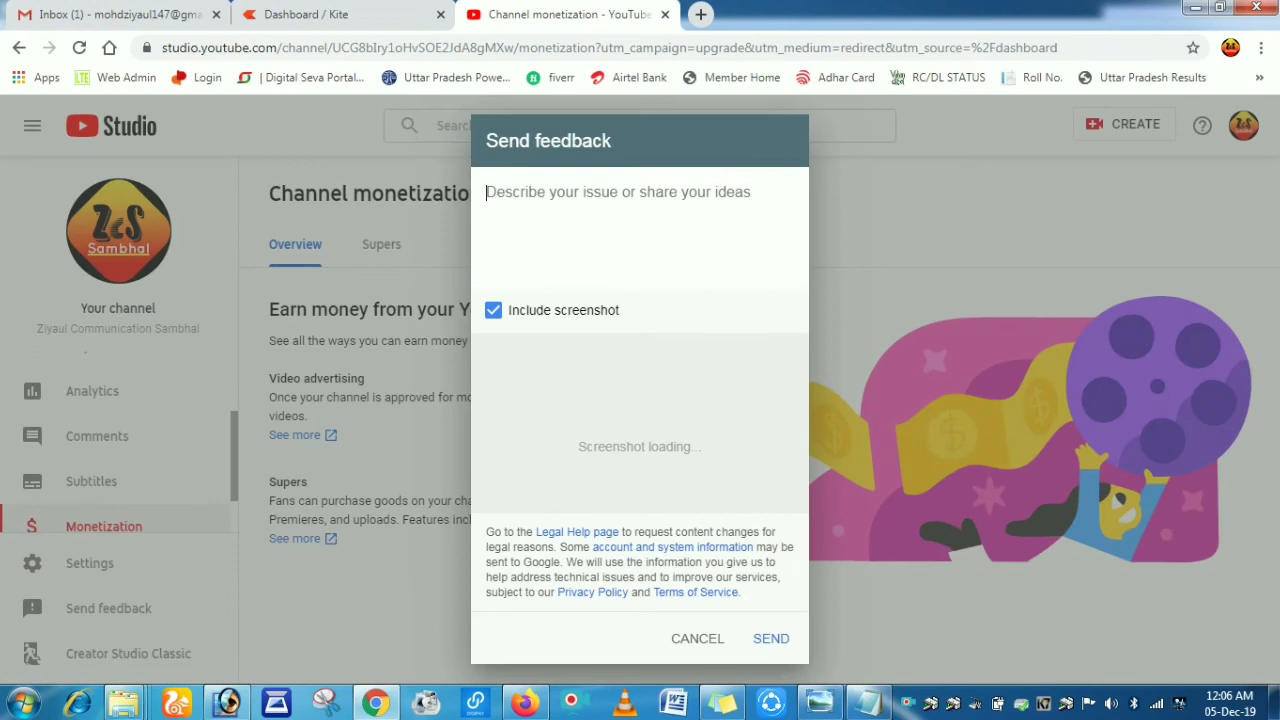 Inbox (1) - mohdziyaul147@gma
Dashboard / Kite
Channel monetization - YouTube
studio.youtube.com/channel/UCG8bIry1oHvSOE2JdA8gMXw/monetization?utm_campaign=upgrade&utm_medium=redirect&utm_source=%2Fdashboard
Apps
Web Admin
Login
| Digital Seva Portal...
Uttar Pradesh Powe...
fiverr
Airtel Bank
Member Home
Adhar Card
RC/DL STATUS
Roll No.
Uttar Pradesh Results
Studio
Searc
CREATE
ZCS
Sambhal
Your channel
Ziyaul Communication Sambhal
Analytics
Comments
Subtitles
Monetization
Settings
Send feedback
Creator Studio Classic
Channel monetizatio
Overview
Supers
Earn money from your Y
See all the ways you can earn money
Video advertising
Once your channel is approved for mo
videos.
See more
Supers
Fans can purchase goods on your cha
Premieres, and uploads. Features incl
See more
Send feedback
Describe your issue or share your ideas
Include screenshot
Screenshot loading...
Go to the Legal Help page to request content changes for
legal reasons. Some account and system information may be
sent to Google. We will use the information you give us to
help address technical issues and to improve our services,
subject to our Privacy Policy and Terms of Service.
CANCEL
SEND
12:06 AM
05-Dec-19